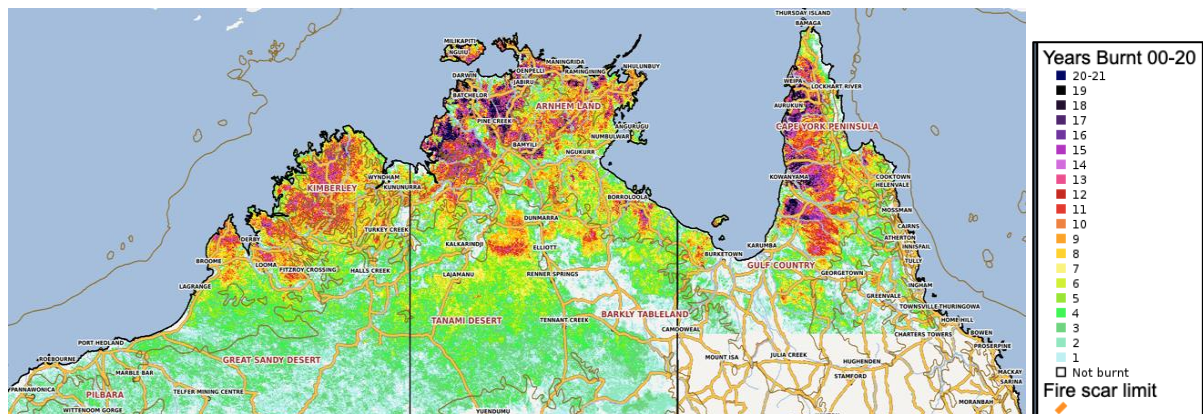 THURSDAY ISLAND
BAMAGA
MILIKAPITI
NGUIU
MANINGRIDA
NHULUNBUY
OENPELLI
RAMINGINING
DARWIN
JABIRU
WEIPA
LOCKHART RIVER
BATCHELOR
ARNHEM LAND
AURUKUN
PINE CREEK
ANGURUGU
CAPE YORK PENINSULA
NUMBULWAR
BAMYILI
NGUKURR
WYNDHAM
KOWANYAMA
COOKTOWN
KIMBERLEY
KUNUNURRA
HELENVALE
BORROLOOLA
MOSSMAN
DUNMARRA
TURKEY CREEK
CAIRNS
DERBY
KALKARINDJI
ELLIOTT
KARUMBA
ATHERTON
INNISFAIL
BROOME
LOOMA
BURKETOWN
TULLY
FITZROY CROSSING
HALLS CREEK
LAJAMANU
RENNER SPRINGS
GULF COUNTRY
GEORGETOWN
LAGRANGE
INGHAM
GREENVALE
TOWNSVILLE-THURINGOWA
TANAMI DESERT
TENNANT CREEK
BARKLY TABLELAND
HOME HILL
PORT HEDLAND
CAMOOWEAL
CHARTERS TOWERS
BOWEN
ROEBOURNE
GREAT SANDY DESERT
MOUNT ISA
JULIA CREEK
HUGHENDEN
PROSERPINE
MARBLE BAR
STAMFORD
MACKAY
PANNAWONICA
TELFER MINING CENTRE
SARINA
PILBARA
WITTENOOM GORGE
YUENDUMU
MORANBAH
Years Burnt 00-20
20-21
19
18
17
16
15
14
13
12
11
10
9
8
7
6
5
4
3
2
1
Not burnt
Fire scar limit